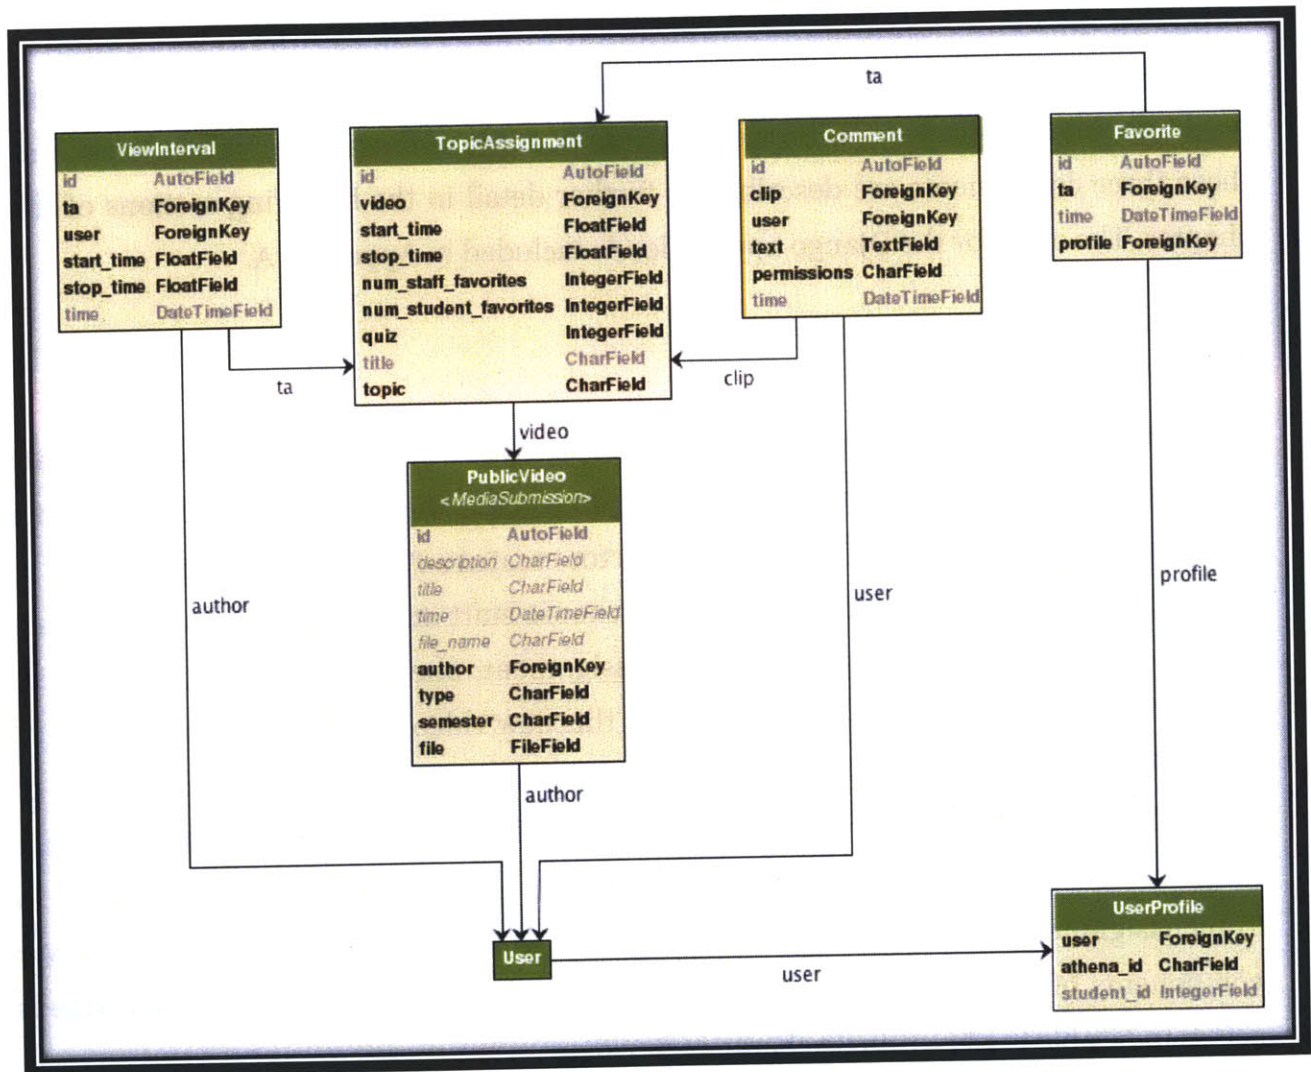 ta
ViewInterval
id AutoField
ta ForeignKey
user ForeignKey
start_time FloatField
stop_time FloatField
time DateTimeField
TopicAssignment
id AutoField
video ForeignKey
start_time FloatField
stop_time FloatField
num_staff_favorites IntegerField
num_student_favorites IntegerField
quiz IntegerField
title CharField
topic CharField
Comment
id AutoField
clip ForeignKey
user ForeignKey
text TextField
permissions CharField
time DateTimeField
Favorite
id AutoField
ta ForeignKey
time DateTimeField
profile ForeignKey
ta
clip
video
PublicVideo
<MediaSubmission>
id AutoField
description CharField
title CharField
time DateTimeField
file_name CharField
author ForeignKey
type CharField
semester CharField
file FileField
author
user
profile
author
User
user
UserProfile
user ForeignKey
athena_id CharField
student_id IntegerField